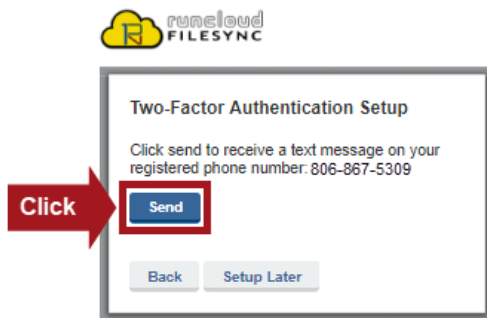 runcloud
FILESYNC
Two-Factor Authentication Setup
Click send to receive a text message on your
registered phone number: 806-867-5309
Click
Send
Back
Setup Later